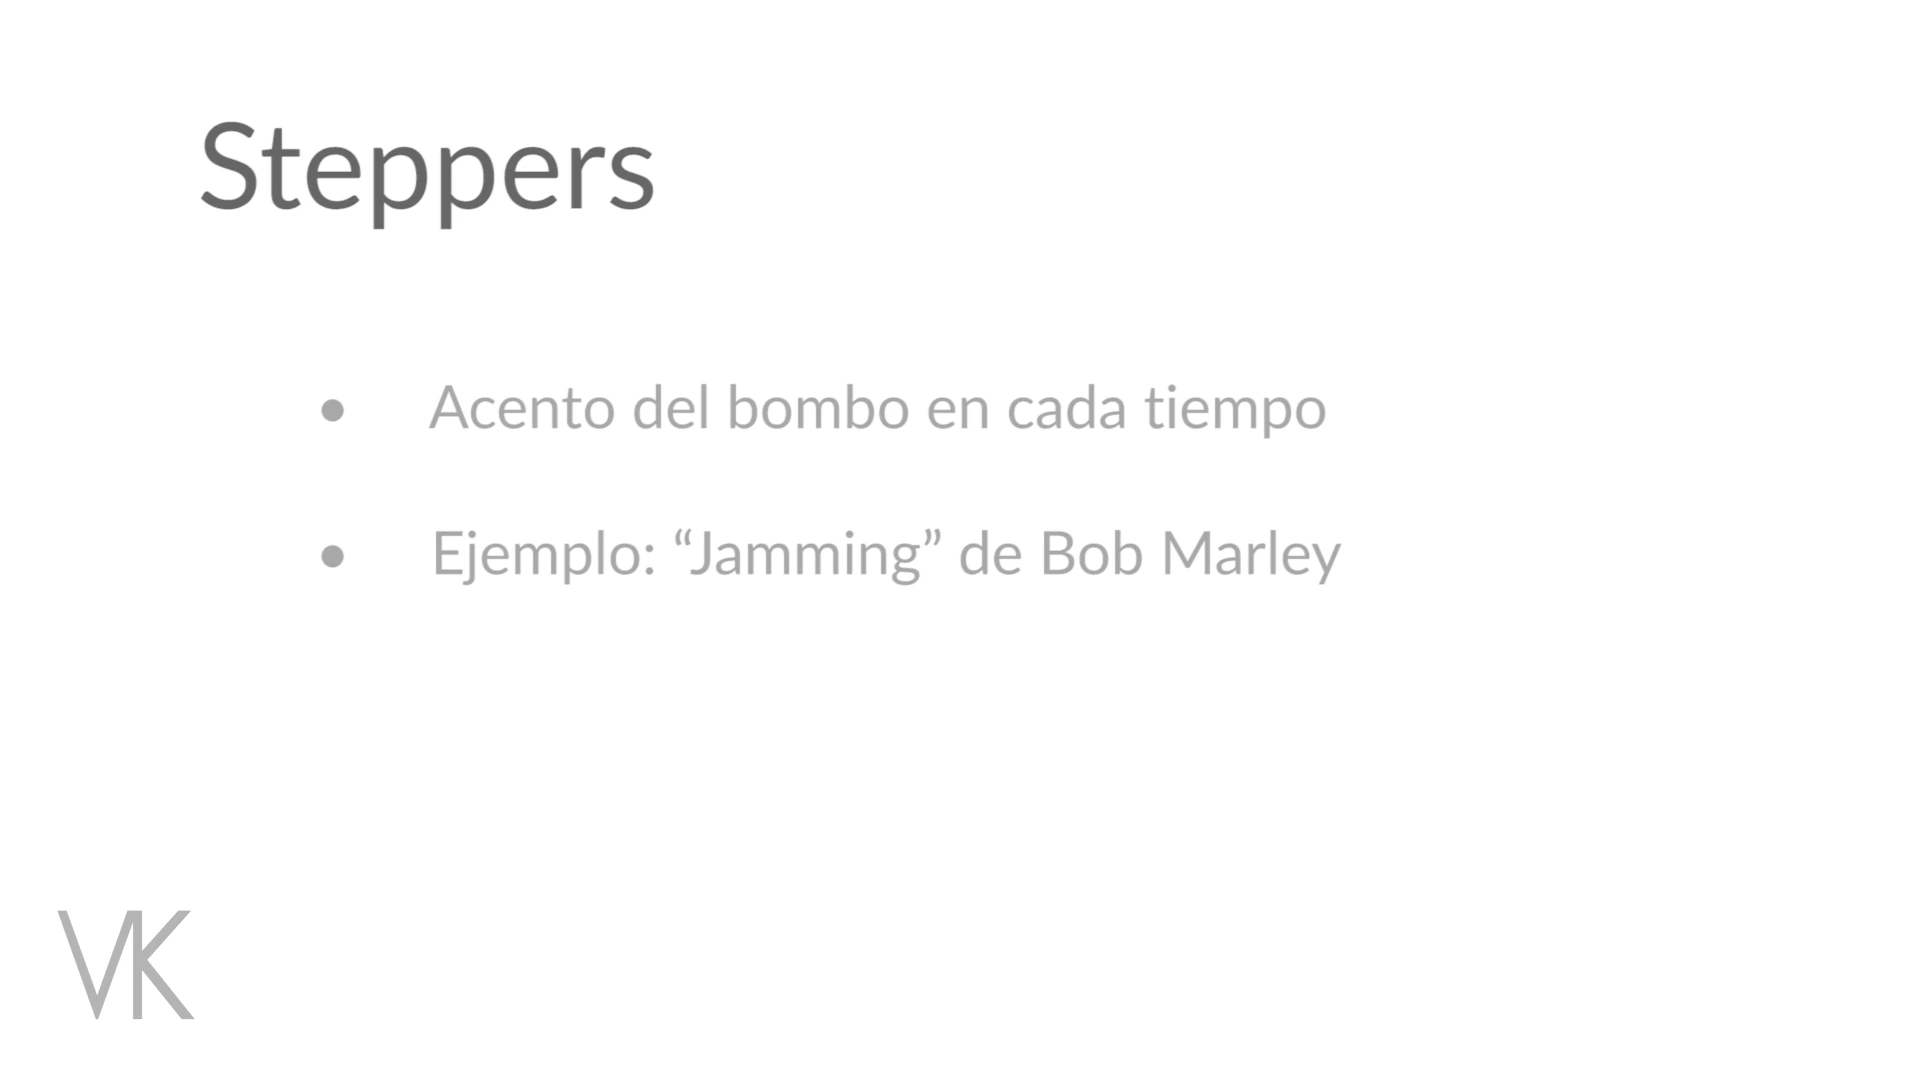 Steppers
● Acento del bombo en cada tiempo
● Ejemplo: “Jamming” de Bob Marley
VK